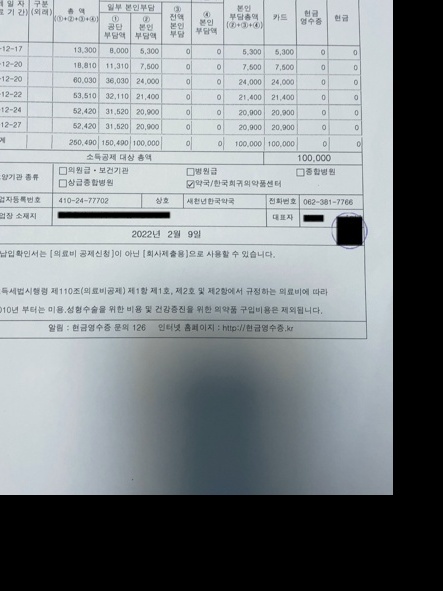 일자 구분 총 액 일부 본인부담 ③ ④ 본인 카드 현금 현금
기간) (외래) (①+②+③+④) ① ② 전액 본인 부담총액 영수증
공단 본인 본인 부담액 (②+③+④)
부담액 부담액 부담
-12-17 13,300 8,000 5,300 0 0 5,300 5,300 0 0
-12-20 18,810 11,310 7,500 0 0 7,500 7,500 0 0
-12-20 60,030 36,030 24,000 0 0 24,000 24,000 0 0
-12-22 53,510 32,110 21,400 0 0 21,400 21,400 0 0
-12-24 52,420 31,520 20,900 0 0 20,900 20,900 0 0
-12-27 52,420 31,520 20,900 0 0 20,900 20,900 0 0
계 250,490 150,490 100,000 0 0 100,000 100,000 0 0
소득공제 대상 총액 100,000
양기관 종류 □의원급·보건기관 □병원급 □종합병원
□상급종합병원 ☑약국/한국희귀의약품센터
업자등록번호 410-24-77702 상호 새천년한국약국 전화번호 062-381-7766
업장 소재지 대표자
2022년 2월 9일
납입확인서는 [의료비 공제신청]이 아닌 [회사제출용]으로 사용할 수 있습니다.
득세법시행령 제110조(의료비공제) 제1항 제1호, 제2호 및 제2항에서 규정하는 의료비에 따라
010년 부터는 미용,성형수술을 위한 비용 및 건강증진을 위한 의약품 구입비용은 제외됩니다.
알림 : 현금영수증 문의 126 인터넷 홈페이지 : http://현금영수증.kr